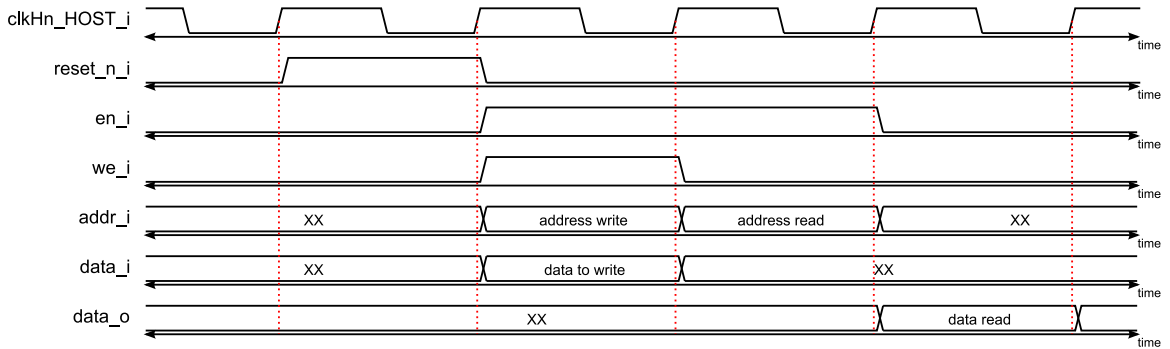 clkHn_HOST_i
time
reset_n_i
time
en_i
time
we_i
time
addr_i XX address write address read XX
time
data_i XX data to write XX
time
data_o XX data read
time